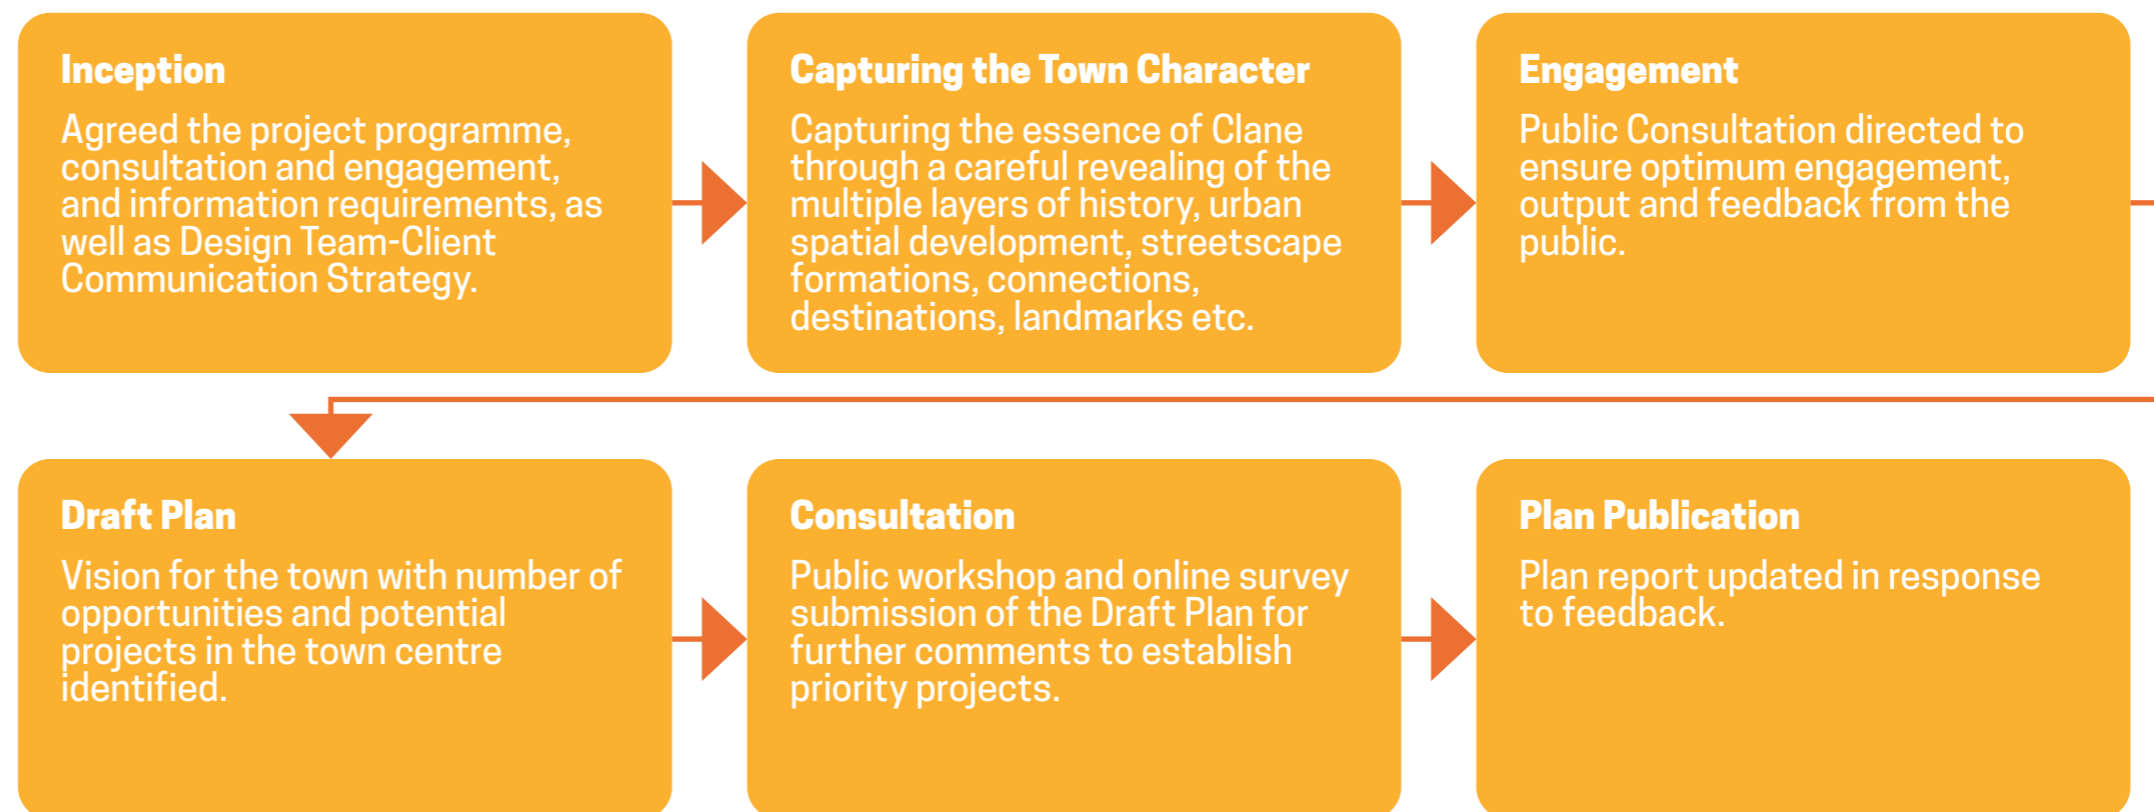 Inception
Agreed the project programme,
consultation and engagement,
and information requirements, as
well as Design Team-Client
Communication Strategy.
Capturing the Town Character
Capturing the essence of Clane
through a careful revealing of the
multiple layers of history, urban
spatial development, streetscape
formations, connections,
destinations, landmarks etc.
Engagement
Public Consultation directed to
ensure optimum engagement,
output and feedback from the
public.
Draft Plan
Vision for the town with number of
opportunities and potential
projects in the town centre
identified.
Consultation
Public workshop and online survey
submission of the Draft Plan for
further comments to establish
priority projects.
Plan Publication
Plan report updated in response
to feedback.